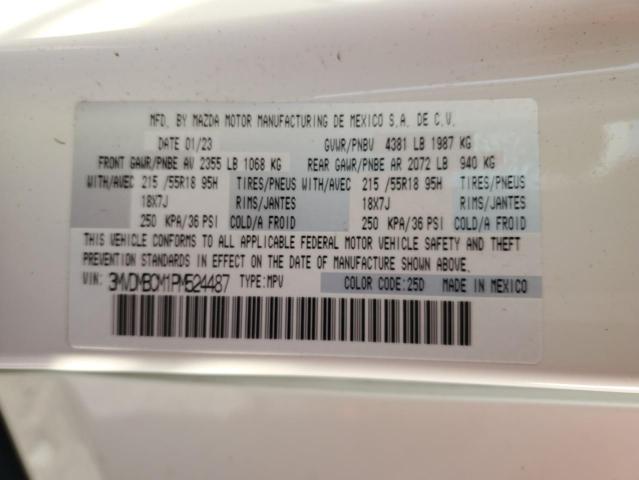 MFD. BY MAZDA MOTOR MANUFACTURING DE MEXICO S.A. DE C.V.
DATE 01/23 GVWR/PNBV 4381 LB 1987 KG
FRONT GAWR/PNBE AV 2355 LB 1068 KG REAR GAWR/PNBE AR 2072 LB 940 KG
WITH/AVEC 215 /55R18 95H TIRES/PNEUS WITH/AVEC 215 /55R18 95H TIRES/PNEUS
18X7J RIMS/JANTES 18X7J RIMS/JANTES
250 KPA/36 PSI COLD/A FROID 250 KPA/36 PSI COLD/A FROID
THIS VEHICLE CONFORMS TO ALL APPLICABLE FEDERAL MOTOR VEHICLE SAFETY AND THEFT
PREVENTION STANDARDS IN EFFECT ON THE DATE OF MANUFACTURE SHOWN ABOVE.
VIN: 3MVDMBCM1PM524487 TYPE:MPV COLOR CODE:25D MADE IN MEXICO